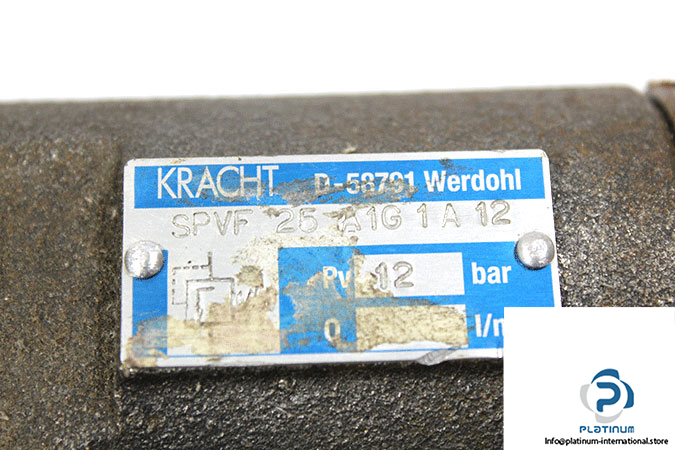 KRACHT D-58791 Werdohl
SPVF 25 A1G 1 A 12
Pv 12 bar
Q l/
PLATINUM
Info@platinum-international.store